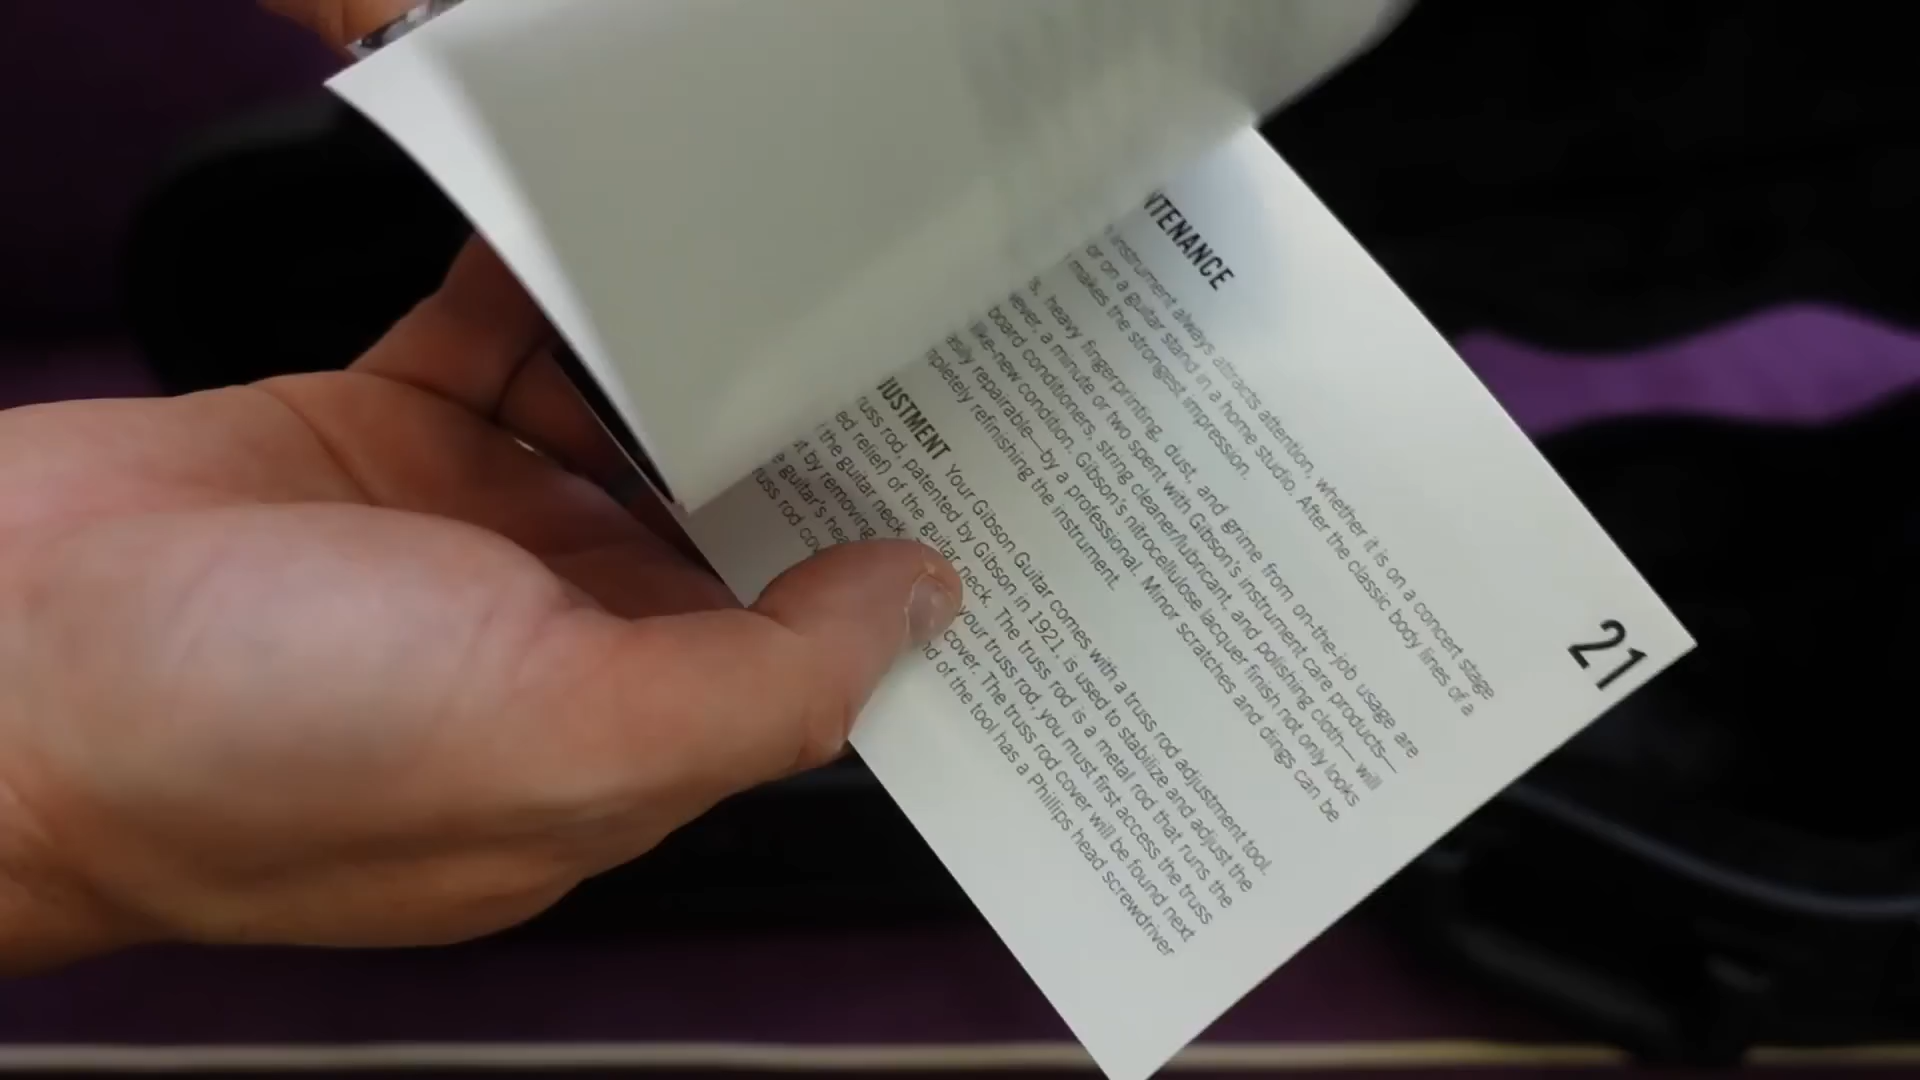 NTENANCE
instrument always attracts attention, whether it is on a concert stage
or on a guitar stand in a home studio. After the classic body lines of a
makes the strongest impression.
s, heavy fingerprinting, dust, and grime from on-the-job usage are
ever, a minute or two spent with Gibson's instrument care products—
board conditioners, string cleaner/lubricant, and polishing cloth— will
like-new condition. Gibson's nitrocellulose lacquer finish not only looks
asily repairable—by a professional. Minor scratches and dings can be
mpletely refinishing the instrument.
JUSTMENT Your Gibson Guitar comes with a truss rod adjustment tool.
russ rod, patented by Gibson in 1921, is used to stabilize and adjust the
ed relief) of the guitar neck. The truss rod is a metal rod that runs the
the guitar neck your truss rod, you must first access the truss
t by removing cover. The truss rod cover will be found next
e guitar's hea nd of the tool has a Phillips head screwdriver
russ rod cov
21